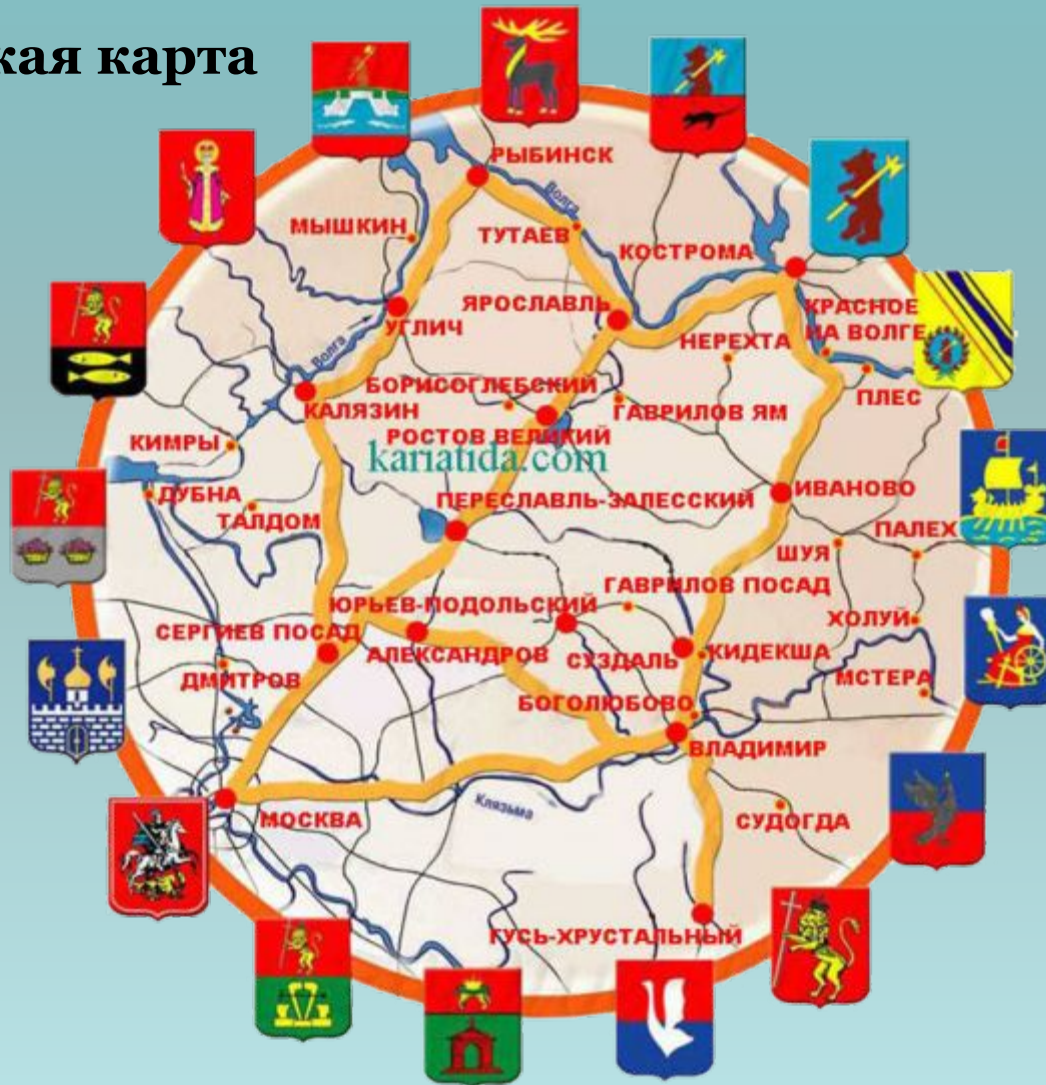 кая карта
РЫБИНСК
Волга
МЫШКИН
ТУТАЕВ
КОСТРОМА
ЯРОСЛАВЛЬ
КРАСНОЕ
НА ВОЛГЕ
УГЛИЧ
НЕРЕХТА
Волга
БОРИСОГЛЕБСКИЙ
ПЛЕС
КАЛЯЗИН
ГАВРИЛОВ ЯМ
РОСТОВ ВЕЛИКИЙ
КИМРЫ
kariatida.com
ДУБНА
ПЕРЕСЛАВЛЬ-ЗАЛЕССКИЙ
ИВАНОВО
ТАЛДОМ
ПАЛЕХ
ШУЯ
ГАВРИЛОВ ПОСАД
ЮРЬЕВ-ПОДОЛЬСКИЙ
ХОЛУЙ
СЕРГИЕВ ПОСАД
АЛЕКСАНДРОВ
СУЗДАЛЬ
КИДЕКША
ДМИТРОВ
МСТЕРА
БОГОЛЮБОВО
ВЛАДИМИР
Клязьма
МОСКВА
СУДОГДА
ГУСЬ-ХРУСТАЛЬНЫЙ